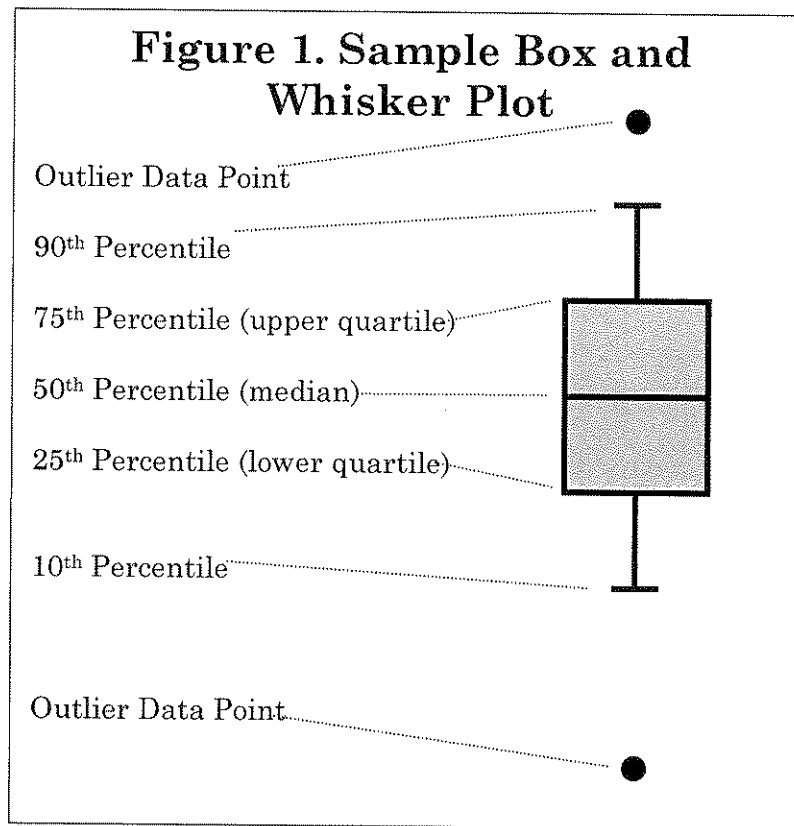 Figure 1. Sample Box and
Whisker Plot
Outlier Data Point
90th Percentile
75th Percentile (upper quartile)
50th Percentile (median)
25th Percentile (lower quartile)
10th Percentile
Outlier Data Point